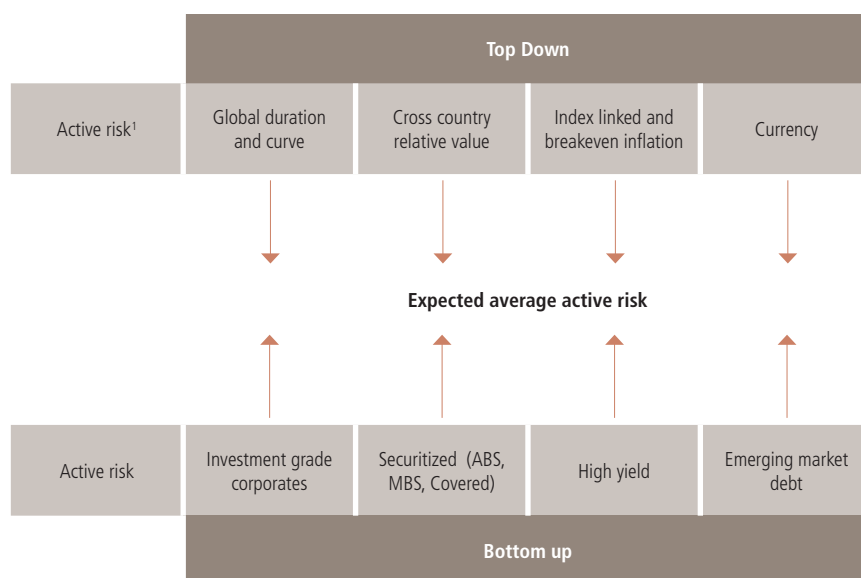 Top Down
Active risk¹
Global duration
and curve
Cross country
relative value
Index linked and
breakeven inflation
Currency
Expected average active risk
Active risk
Investment grade
corporates
Securitized (ABS,
MBS, Covered)
High yield
Emerging market
debt
Bottom up